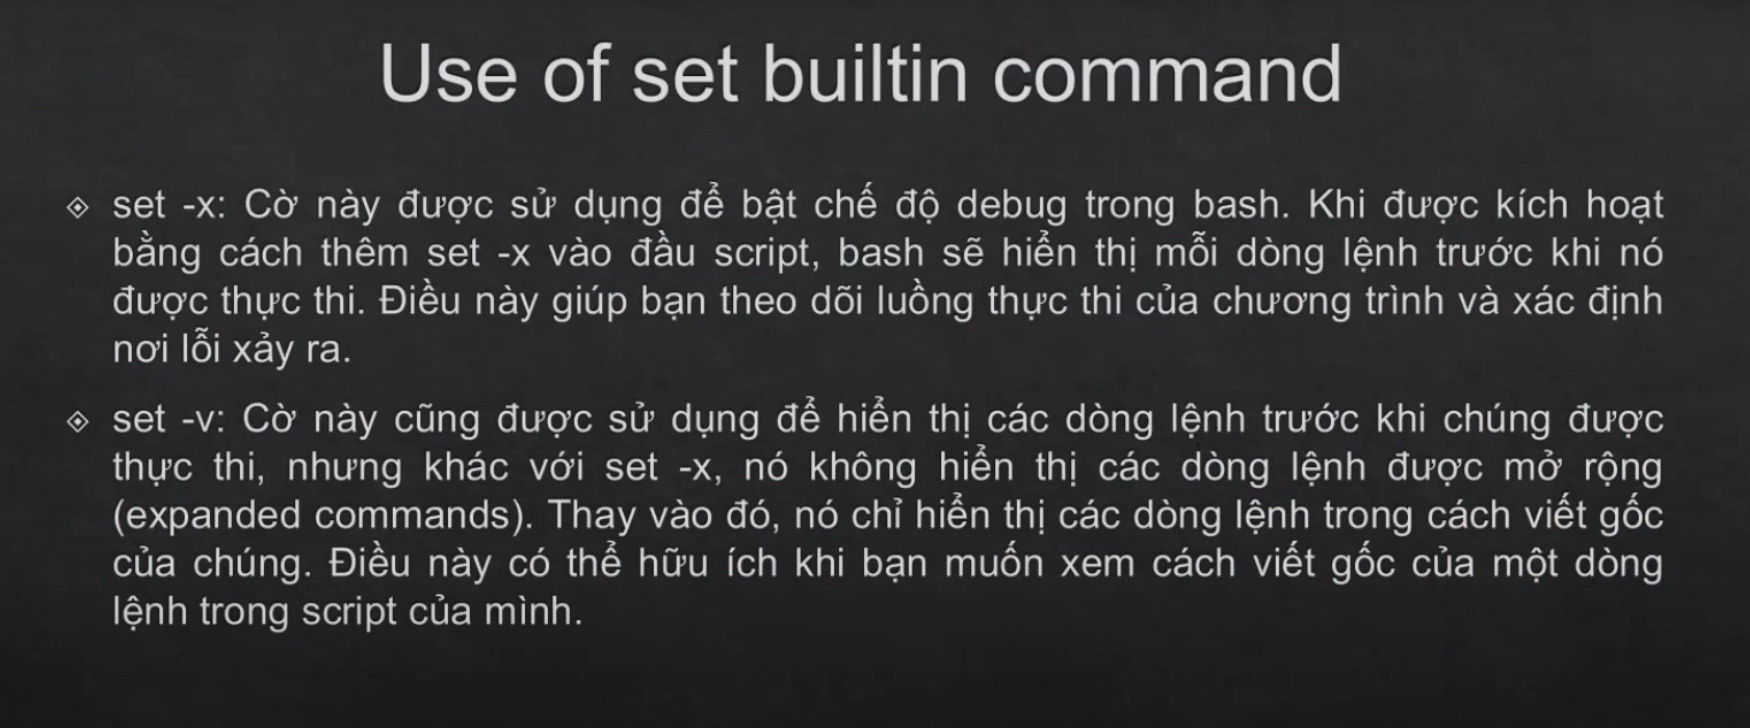 Use of set builtin command
set -x: Cờ này được sử dụng để bật chế độ debug trong bash. Khi được kích hoạt
bằng cách thêm set -x vào đầu script, bash sẽ hiển thị mỗi dòng lệnh trước khi nó
được thực thi. Điều này giúp bạn theo dõi luồng thực thi của chương trình và xác định
nơi lỗi xảy ra.
set -v: Cờ này cũng được sử dụng để hiển thị các dòng lệnh trước khi chúng được
thực thi, nhưng khác với set -x, nó không hiển thị các dòng lệnh được mở rộng
(expanded commands). Thay vào đó, nó chỉ hiển thị các dòng lệnh trong cách viết gốc
của chúng. Điều này có thể hữu ích khi bạn muốn xem cách viết gốc của một dòng
lệnh trong script của mình.